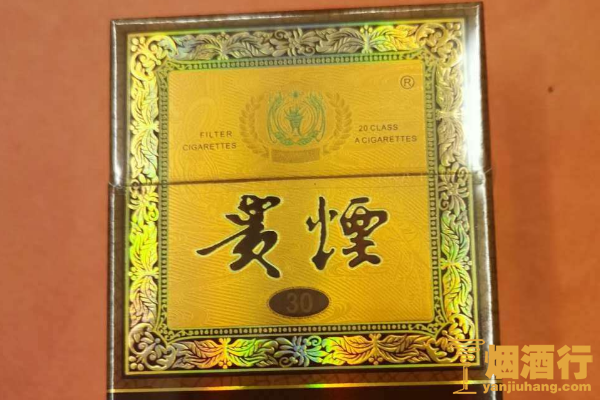 ®
FILTER
CIGARETTES
20 CLASS
A CIGARETTES
貴煙
30
烟酒行
yanjiuhang.com